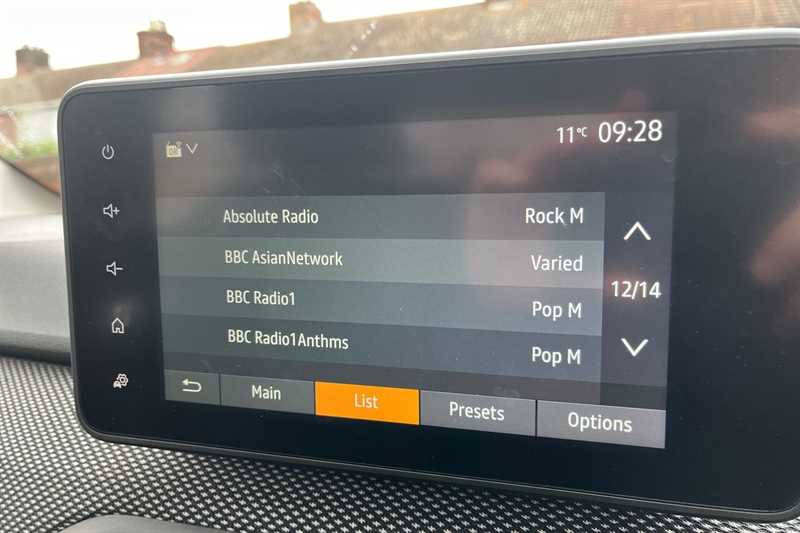 11°C 09:28
Absolute Radio Rock M
BBC AsianNetwork Varied
BBC Radio1 Pop M
12/14
BBC Radio1Anthms Pop M
Main List Presets Options